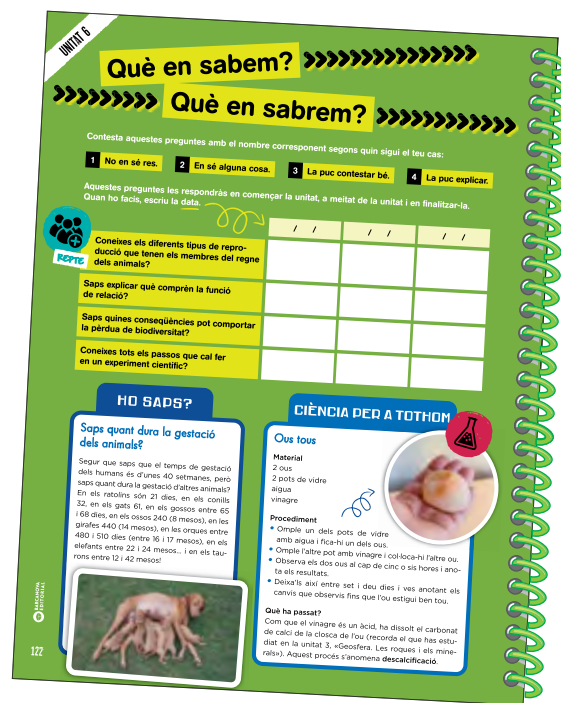 UNITAT 6
Què en sabem?
Què en sabrem?
Contesta aquestes preguntes amb el nombre corresponent segons quin sigui el teu cas:
1 No en sé res. 2 En sé alguna cosa. 3 La puc contestar bé. 4 La puc explicar.
Aquestes preguntes les respondràs en començar la unitat, a meitat de la unitat i en finalitzar-la.
Quan ho facis, escriu la data.
/ / / / / /
REPTE
Coneixes els diferents tipus de repro-
ducció que tenen els membres del regne
dels animals?
Saps explicar què comprèn la funció
de relació?
Saps quines conseqüències pot comportar
la pèrdua de biodiversitat?
Coneixes tots els passos que cal fer
en un experiment científic?
HO SAPS?
Saps quant dura la gestació
dels animals?
Segur que saps que el temps de gestació
dels humans és d'unes 40 setmanes, però
saps quant dura la gestació d'altres animals?
En els ratolins són 21 dies, en els conills
32, en els gats 61, en els gossos entre 65
i 68 dies, en els ossos 240 (8 mesos), en les
girafes 440 (14 mesos), en les orques entre
480 i 510 dies (entre 16 i 17 mesos), en els
elefants entre 22 i 24 mesos... i en els tau-
rons entre 12 i 42 mesos!
CIÈNCIA PER A TOTHOM
Ous tous
Material
2 ous
2 pots de vidre
aigua
vinagre
Procediment
• Omple un dels pots de vidre
amb aigua i fica-hi un dels ous.
• Omple l'altre pot amb vinagre i col·loca-hi l'altre ou.
• Observa els dos ous al cap de cinc o sis hores i ano-
ta els resultats.
• Deixa'ls així entre set i deu dies i ves anotant els
canvis que observis fins que l'ou estigui ben tou.
Què ha passat?
Com que el vinagre és un àcid, ha dissolt el carbonat
de calci de la closca de l'ou (recorda el que has estu-
diat en la unitat 3, «Geosfera. Les roques i els mine-
rals»). Aquest procés s'anomena descalcificació.
BARCANOVA
EDITORIAL
122